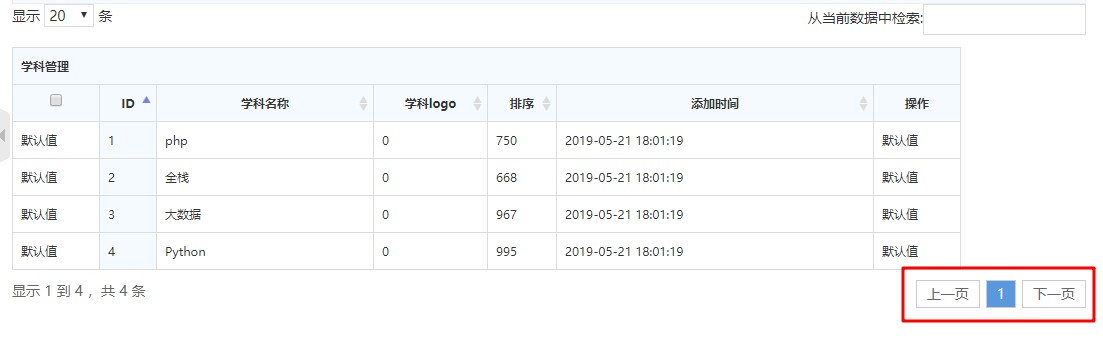 显示 20 条 从当前数据中检索:
学科管理
ID 学科名称 学科logo 排序 添加时间 操作
默认值 1 php 0 750 2019-05-21 18:01:19 默认值
默认值 2 全栈 0 668 2019-05-21 18:01:19 默认值
默认值 3 大数据 0 967 2019-05-21 18:01:19 默认值
默认值 4 Python 0 995 2019-05-21 18:01:19 默认值
显示 1 到 4 ，共 4 条 上一页 1 下一页